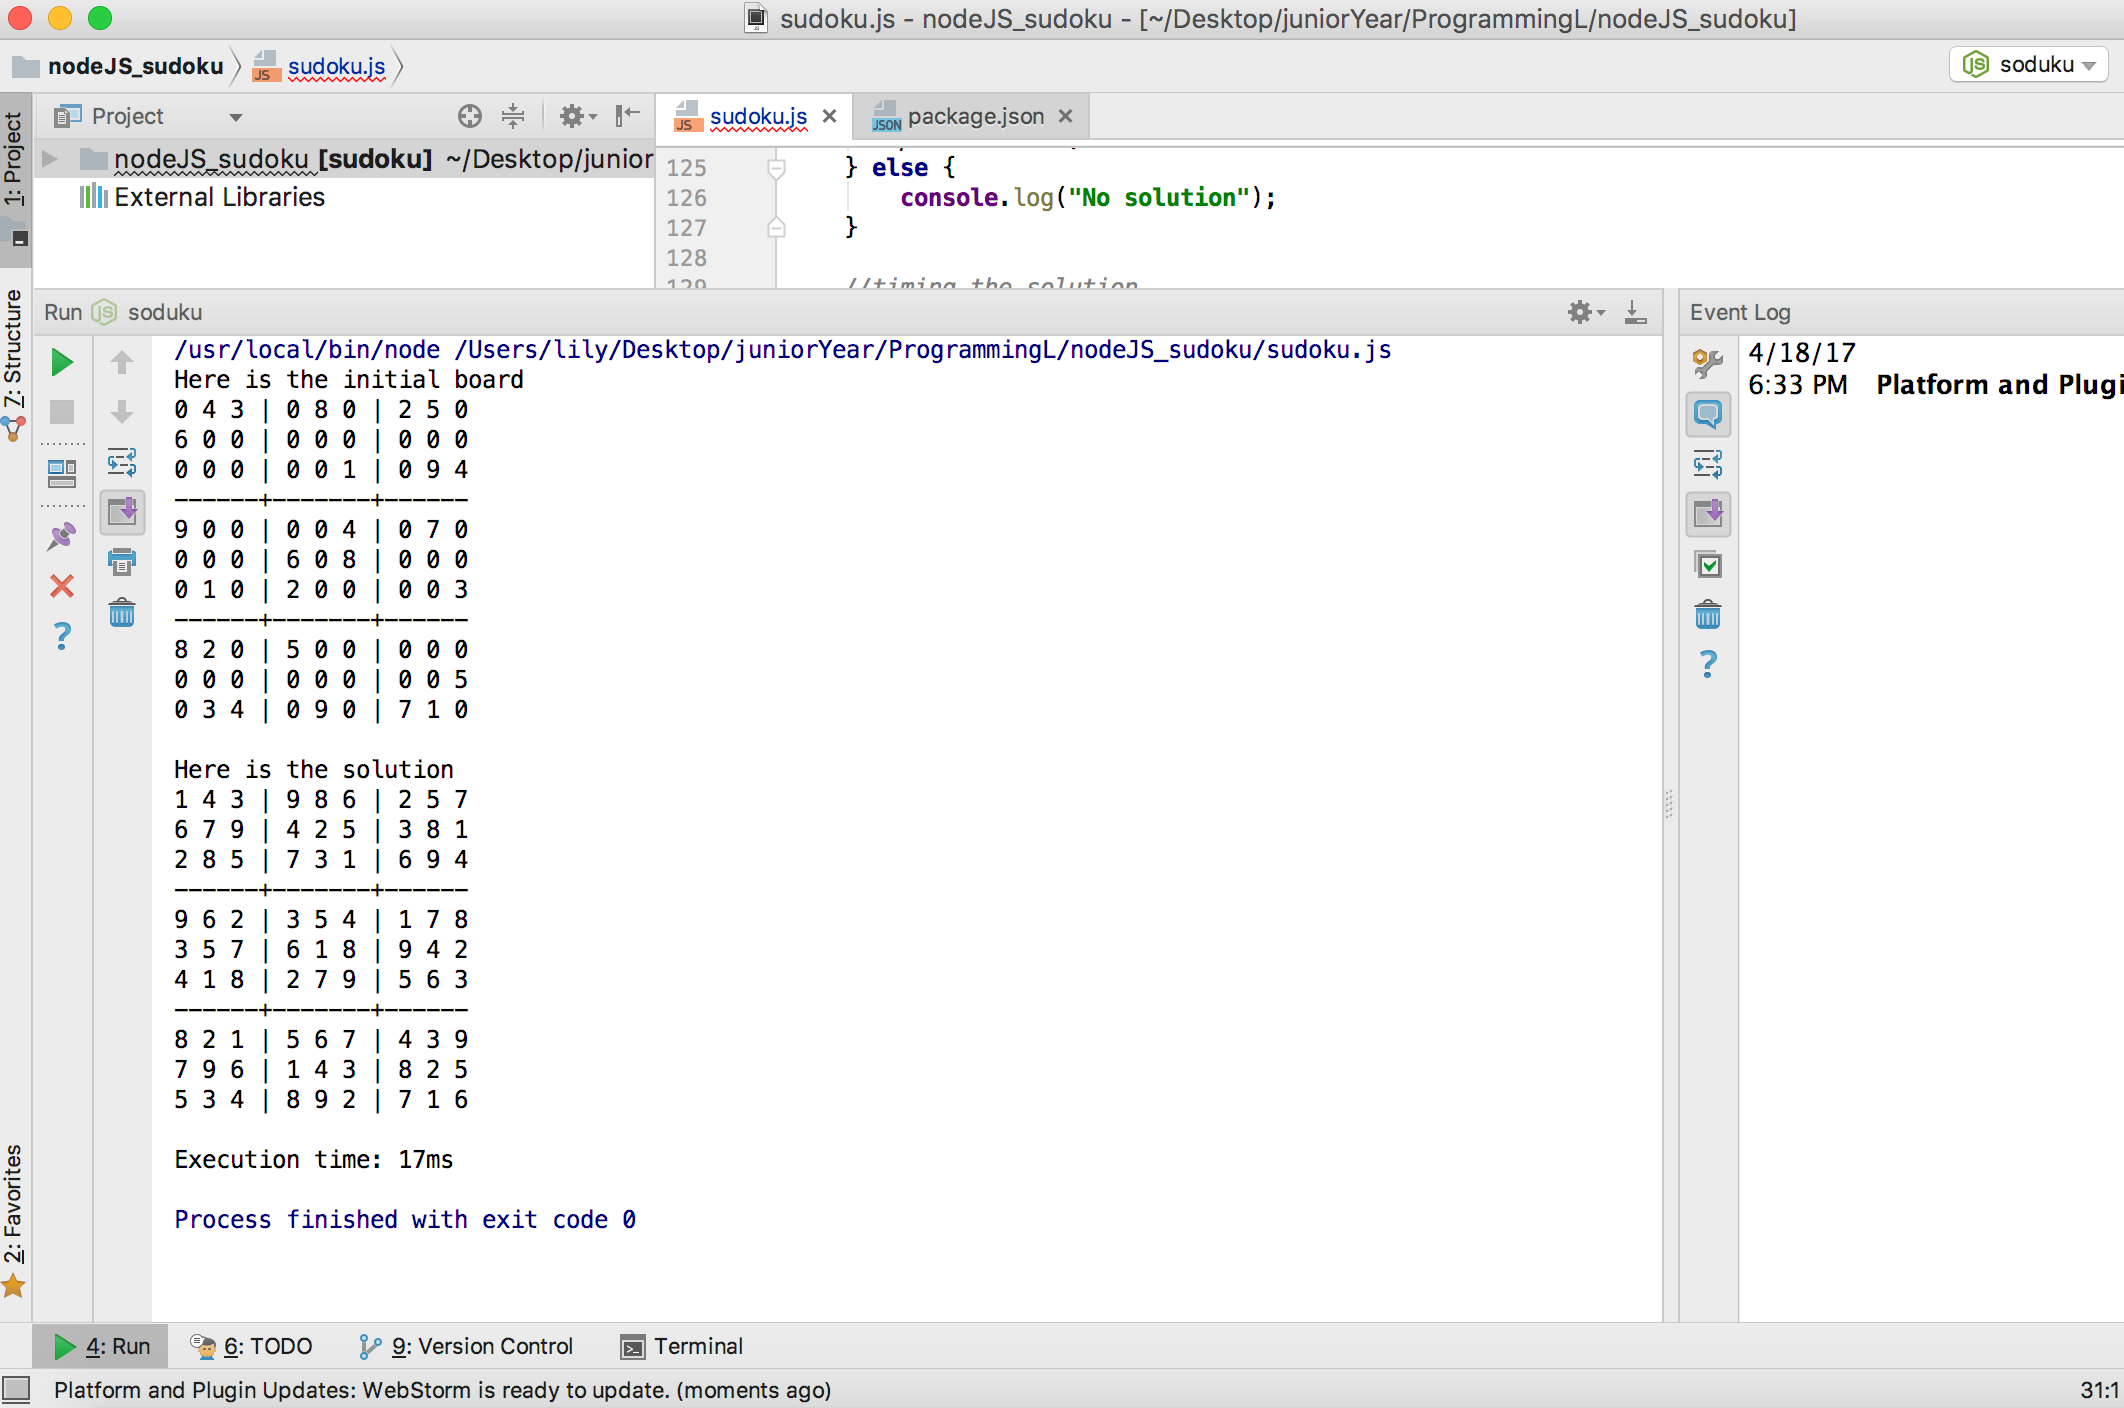 sudoku.js - nodeJS_sudoku - [~/Desktop/juniorYear/ProgrammingL/nodeJS_sudoku]
nodeJS_sudoku
sudoku.js
soduku
1: Project
Project
sudoku.js
package.json
nodeJS_sudoku [sudoku] ~/Desktop/junior
External Libraries
125 } else {
126 console.log("No solution");
127 }
128
129 //timing the solution
7: Structure
Run soduku
Event Log
/usr/local/bin/node /Users/lily/Desktop/juniorYear/ProgrammingL/nodeJS_sudoku/sudoku.js
Here is the initial board
0 4 3 | 0 8 0 | 2 5 0
6 0 0 | 0 0 0 | 0 0 0
0 0 0 | 0 0 1 | 0 9 4
------+-------+------
9 0 0 | 0 0 4 | 0 7 0
0 0 0 | 6 0 8 | 0 0 0
0 1 0 | 2 0 0 | 0 0 3
------+-------+------
8 2 0 | 5 0 0 | 0 0 0
0 0 0 | 0 0 0 | 0 0 5
0 3 4 | 0 9 0 | 7 1 0
Here is the solution
1 4 3 | 9 8 6 | 2 5 7
6 7 9 | 4 2 5 | 3 8 1
2 8 5 | 7 3 1 | 6 9 4
------+-------+------
9 6 2 | 3 5 4 | 1 7 8
3 5 7 | 6 1 8 | 9 4 2
4 1 8 | 2 7 9 | 5 6 3
------+-------+------
8 2 1 | 5 6 7 | 4 3 9
7 9 6 | 1 4 3 | 8 2 5
5 3 4 | 8 9 2 | 7 1 6
Execution time: 17ms
Process finished with exit code 0
4/18/17
6:33 PM Platform and Plugi
2: Favorites
4: Run
6: TODO
9: Version Control
Terminal
Platform and Plugin Updates: WebStorm is ready to update. (moments ago)
31:1